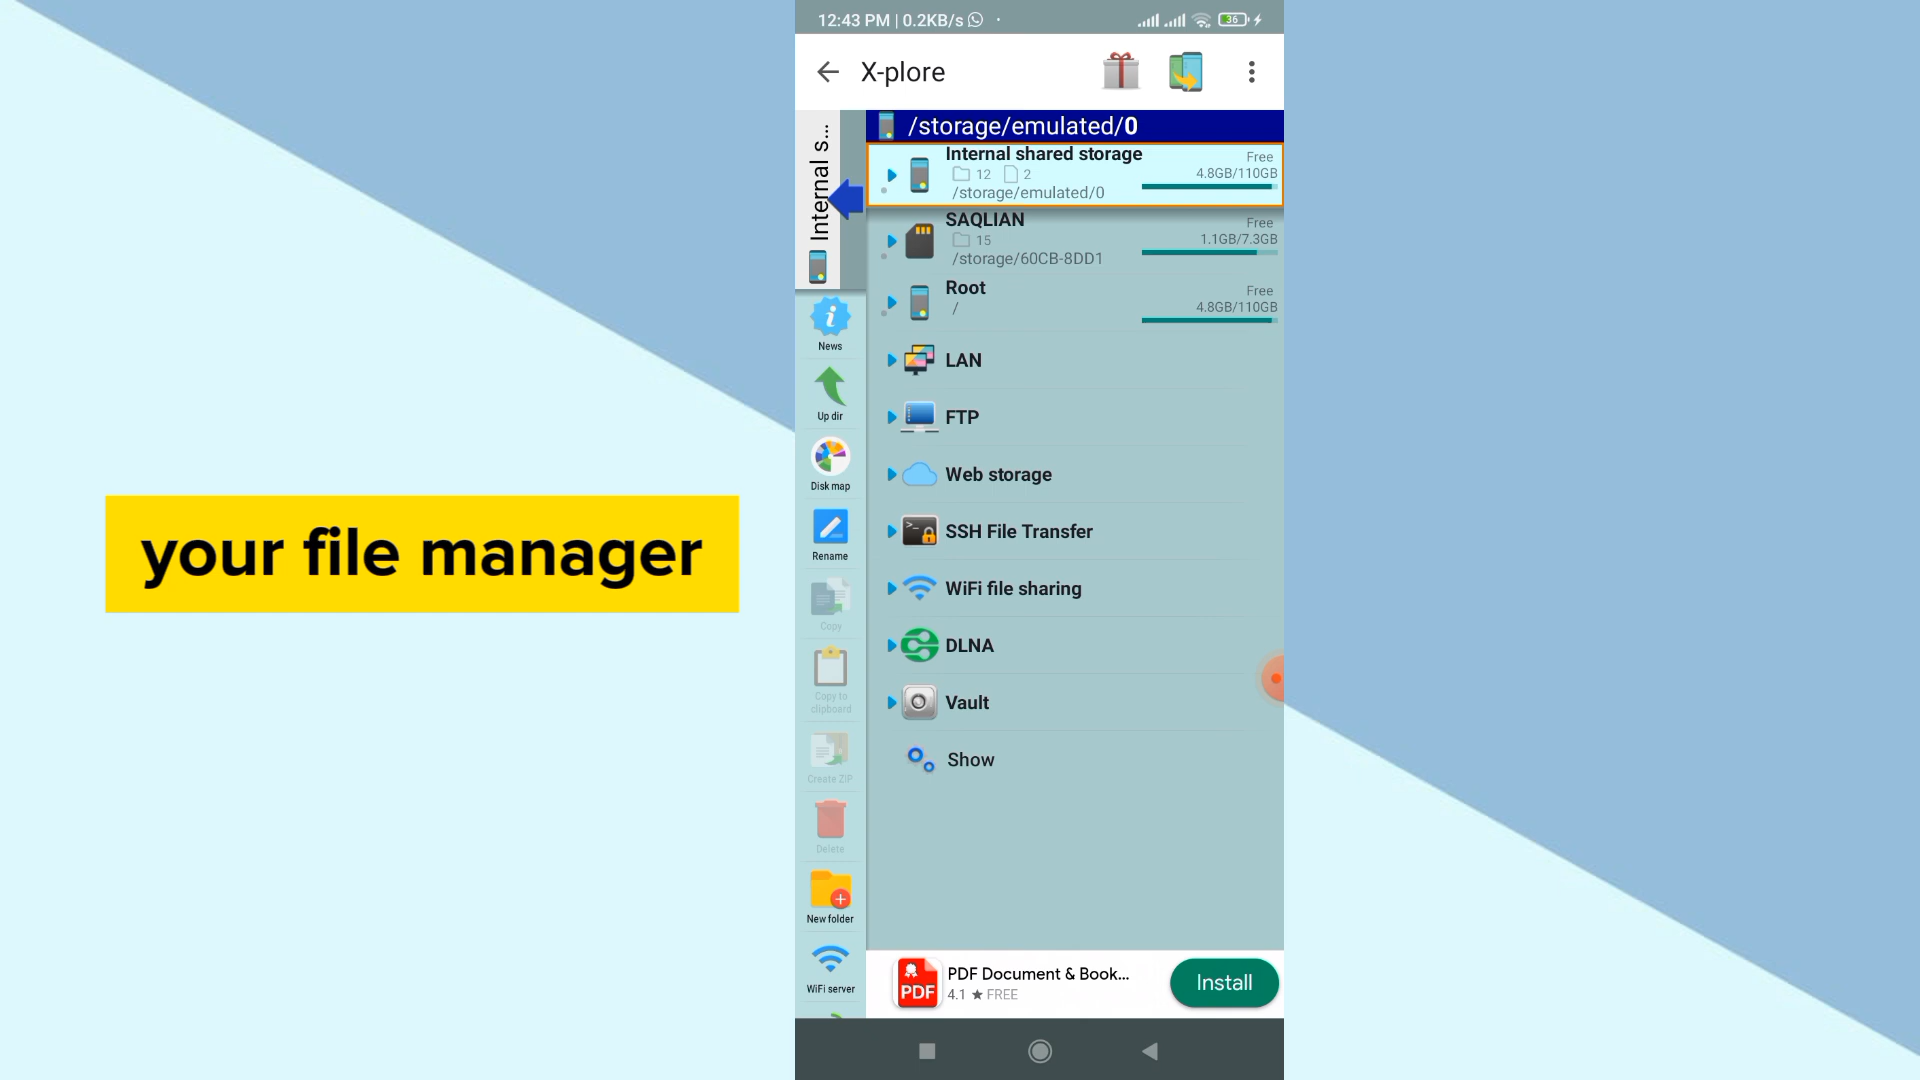 12:43 PM | 0.2KB/s
36
X-plore
Internal s...
/storage/emulated/0
Internal shared storage
12 2
/storage/emulated/0
Free
4.8GB/110GB
SAQLIAN
15
/storage/60CB-8DD1
Free
1.1GB/7.3GB
Root
/
Free
4.8GB/110GB
LAN
FTP
Web storage
SSH File Transfer
WiFi file sharing
DLNA
Vault
Show
News
Up dir
Disk map
Rename
Copy
Copy to
clipboard
Create ZIP
Delete
New folder
WiFi server
your file manager
PDF
PDF Document & Book...
4.1 ★ FREE
Install